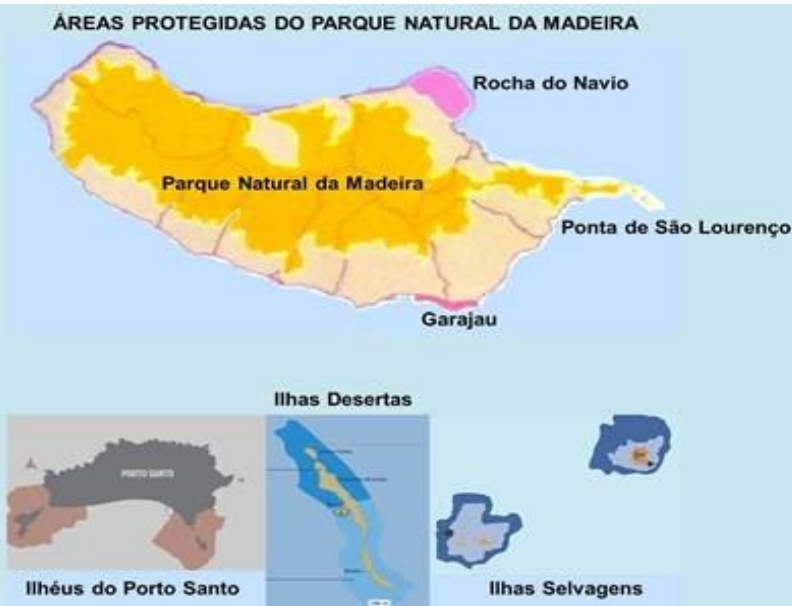 ÁREAS PROTEGIDAS DO PARQUE NATURAL DA MADEIRA
Rocha do Navio
Parque Natural da Madeira
Ponta de São Lourenço
Garajau
Ilhas Desertas
PORTO SANTO
Ilhéus do Porto Santo
Ilhas Selvagens